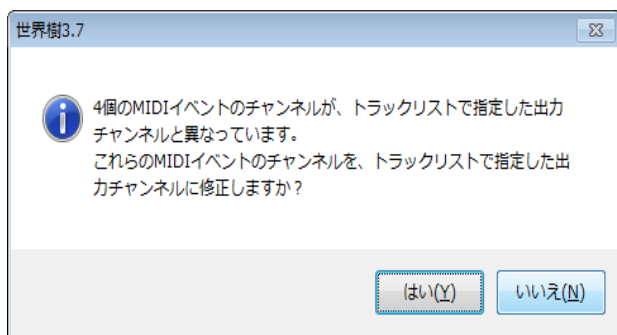 世界樹3.7
4個のMIDIイベントのチャンネルが、トラックリストで指定した出力
チャンネルと異なっています。
これらのMIDIイベントのチャンネルを、トラックリストで指定した出
力チャンネルに修正しますか？
はい(Y)
いいえ(N)